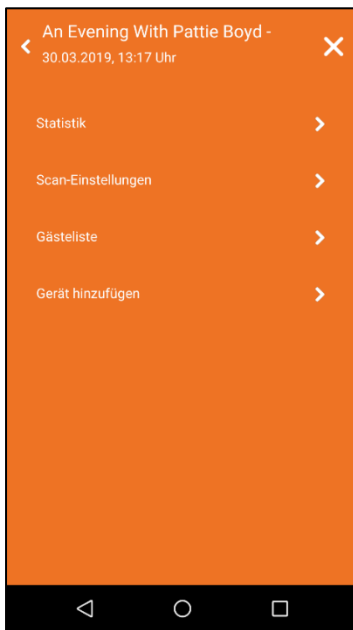 An Evening With Pattie Boyd -
30.03.2019, 13:17 Uhr
Statistik
Scan-Einstellungen
Gästeliste
Gerät hinzufügen